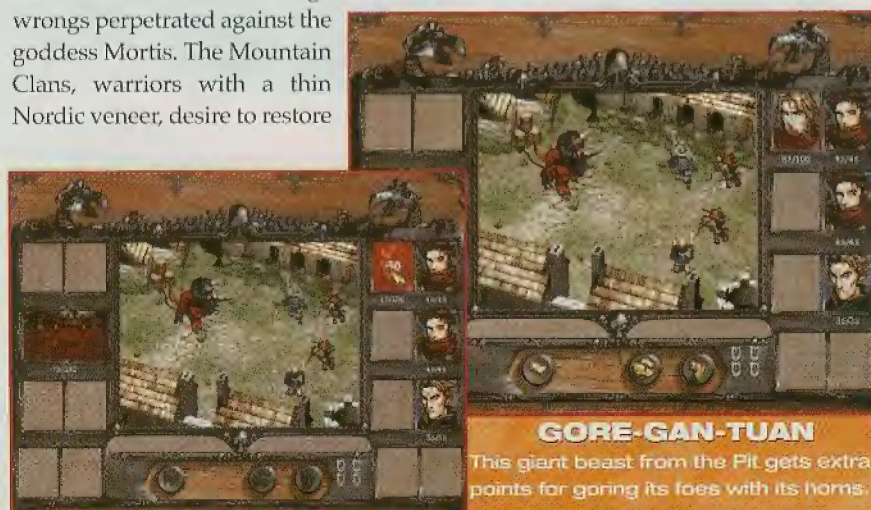 wrongs perpetrated against the
goddess Mortis. The Mountain
Clans, warriors with a thin
Nordic veneer, desire to restore
GORE-GAN-TUAN
This giant beast from the Pit gets extra
points for goring its foes with its horns.